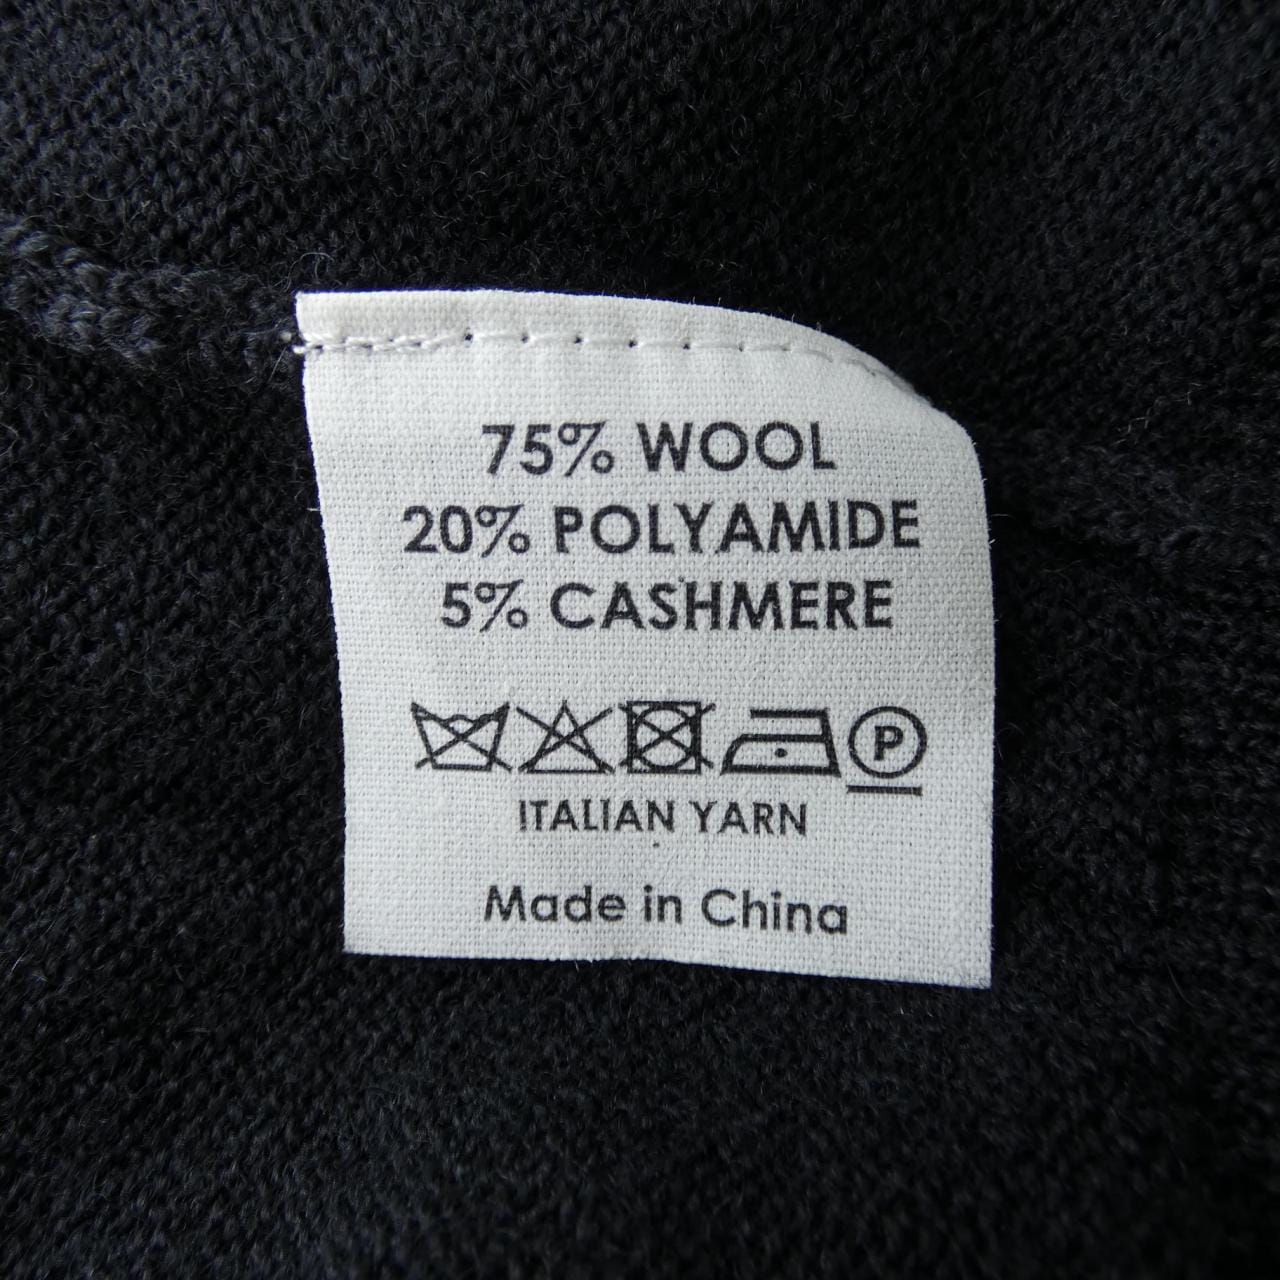 75% WOOL
20% POLYAMIDE
5% CASHMERE
P
ITALIAN YARN
Made in China